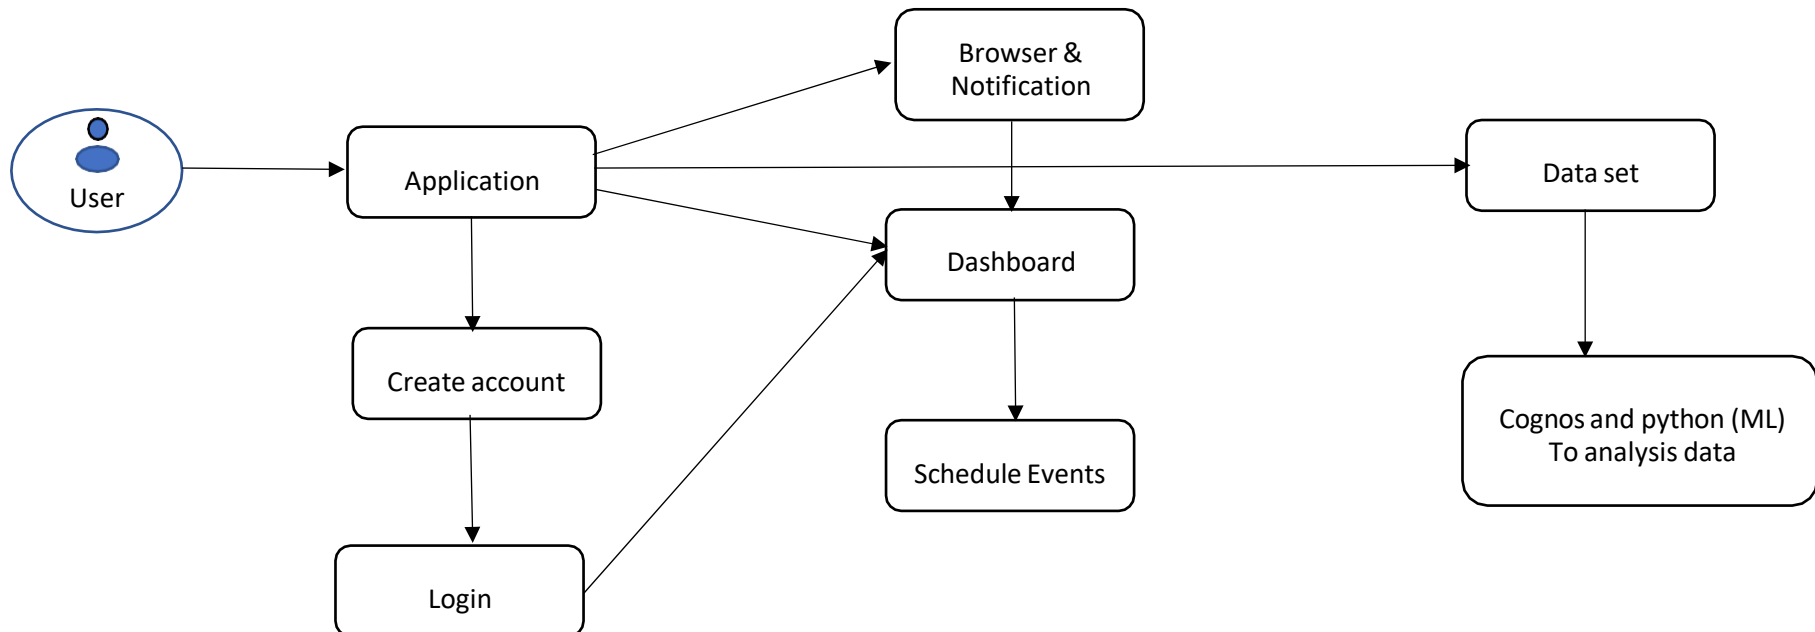 Browser &
Notification
User
Application
Data set
Dashboard
Create account
Cognos and python (ML)
To analysis data
Schedule Events
Login